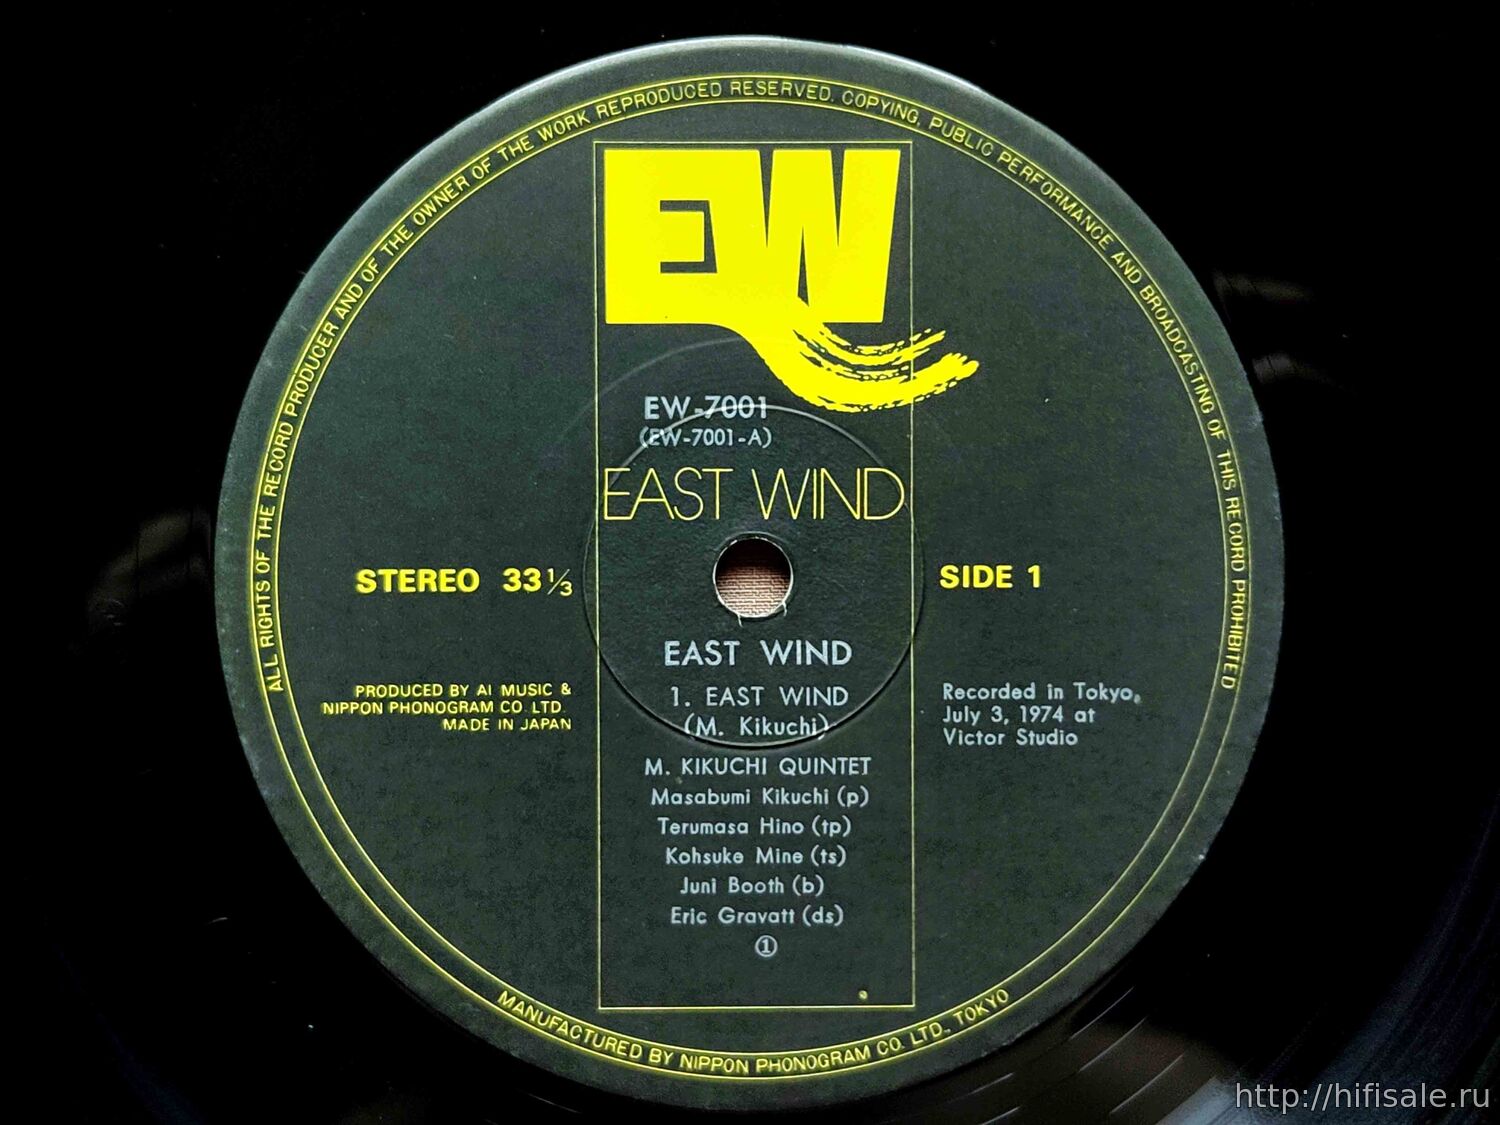 ALL RIGHTS OF THE RECORD PRODUCER AND OF THE OWNER OF THE WORK REPRODUCED RESERVED. COPYING, PUBLIC PERFORMANCE AND BROADCASTING OF THIS RECORD PROHIBITED
EW
EW-7001
(EW-7001-A)
EAST WIND
STEREO 33 1/3
SIDE 1
EAST WIND
1. EAST WIND
(M. Kikuchi)
M. KIKUCHI QUINTET
Masabumi Kikuchi (p)
Terumasa Hino (tp)
Kohsuke Mine (ts)
Juni Booth (b)
Eric Gravatt (ds)
①
PRODUCED BY AI MUSIC &
NIPPON PHONOGRAM CO. LTD.
MADE IN JAPAN
Recorded in Tokyo,
July 3, 1974 at
Victor Studio
MANUFACTURED BY NIPPON PHONOGRAM CO. LTD., TOKYO
http://hifisale.ru